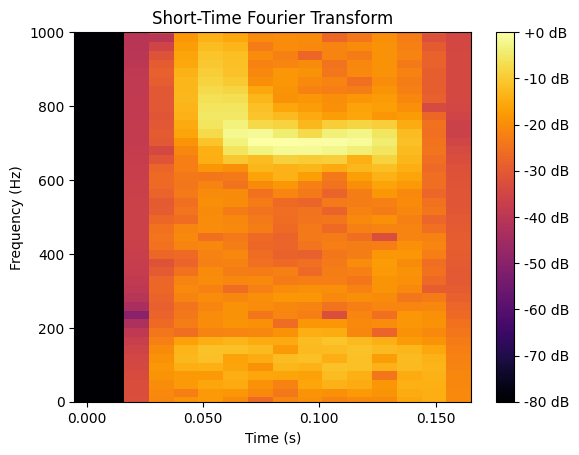 Short-Time Fourier Transform
1000
800
600
400
200
0
Frequency (Hz)
0.000
0.050
0.100
0.150
Time (s)
+0 dB
-10 dB
-20 dB
-30 dB
-40 dB
-50 dB
-60 dB
-70 dB
-80 dB